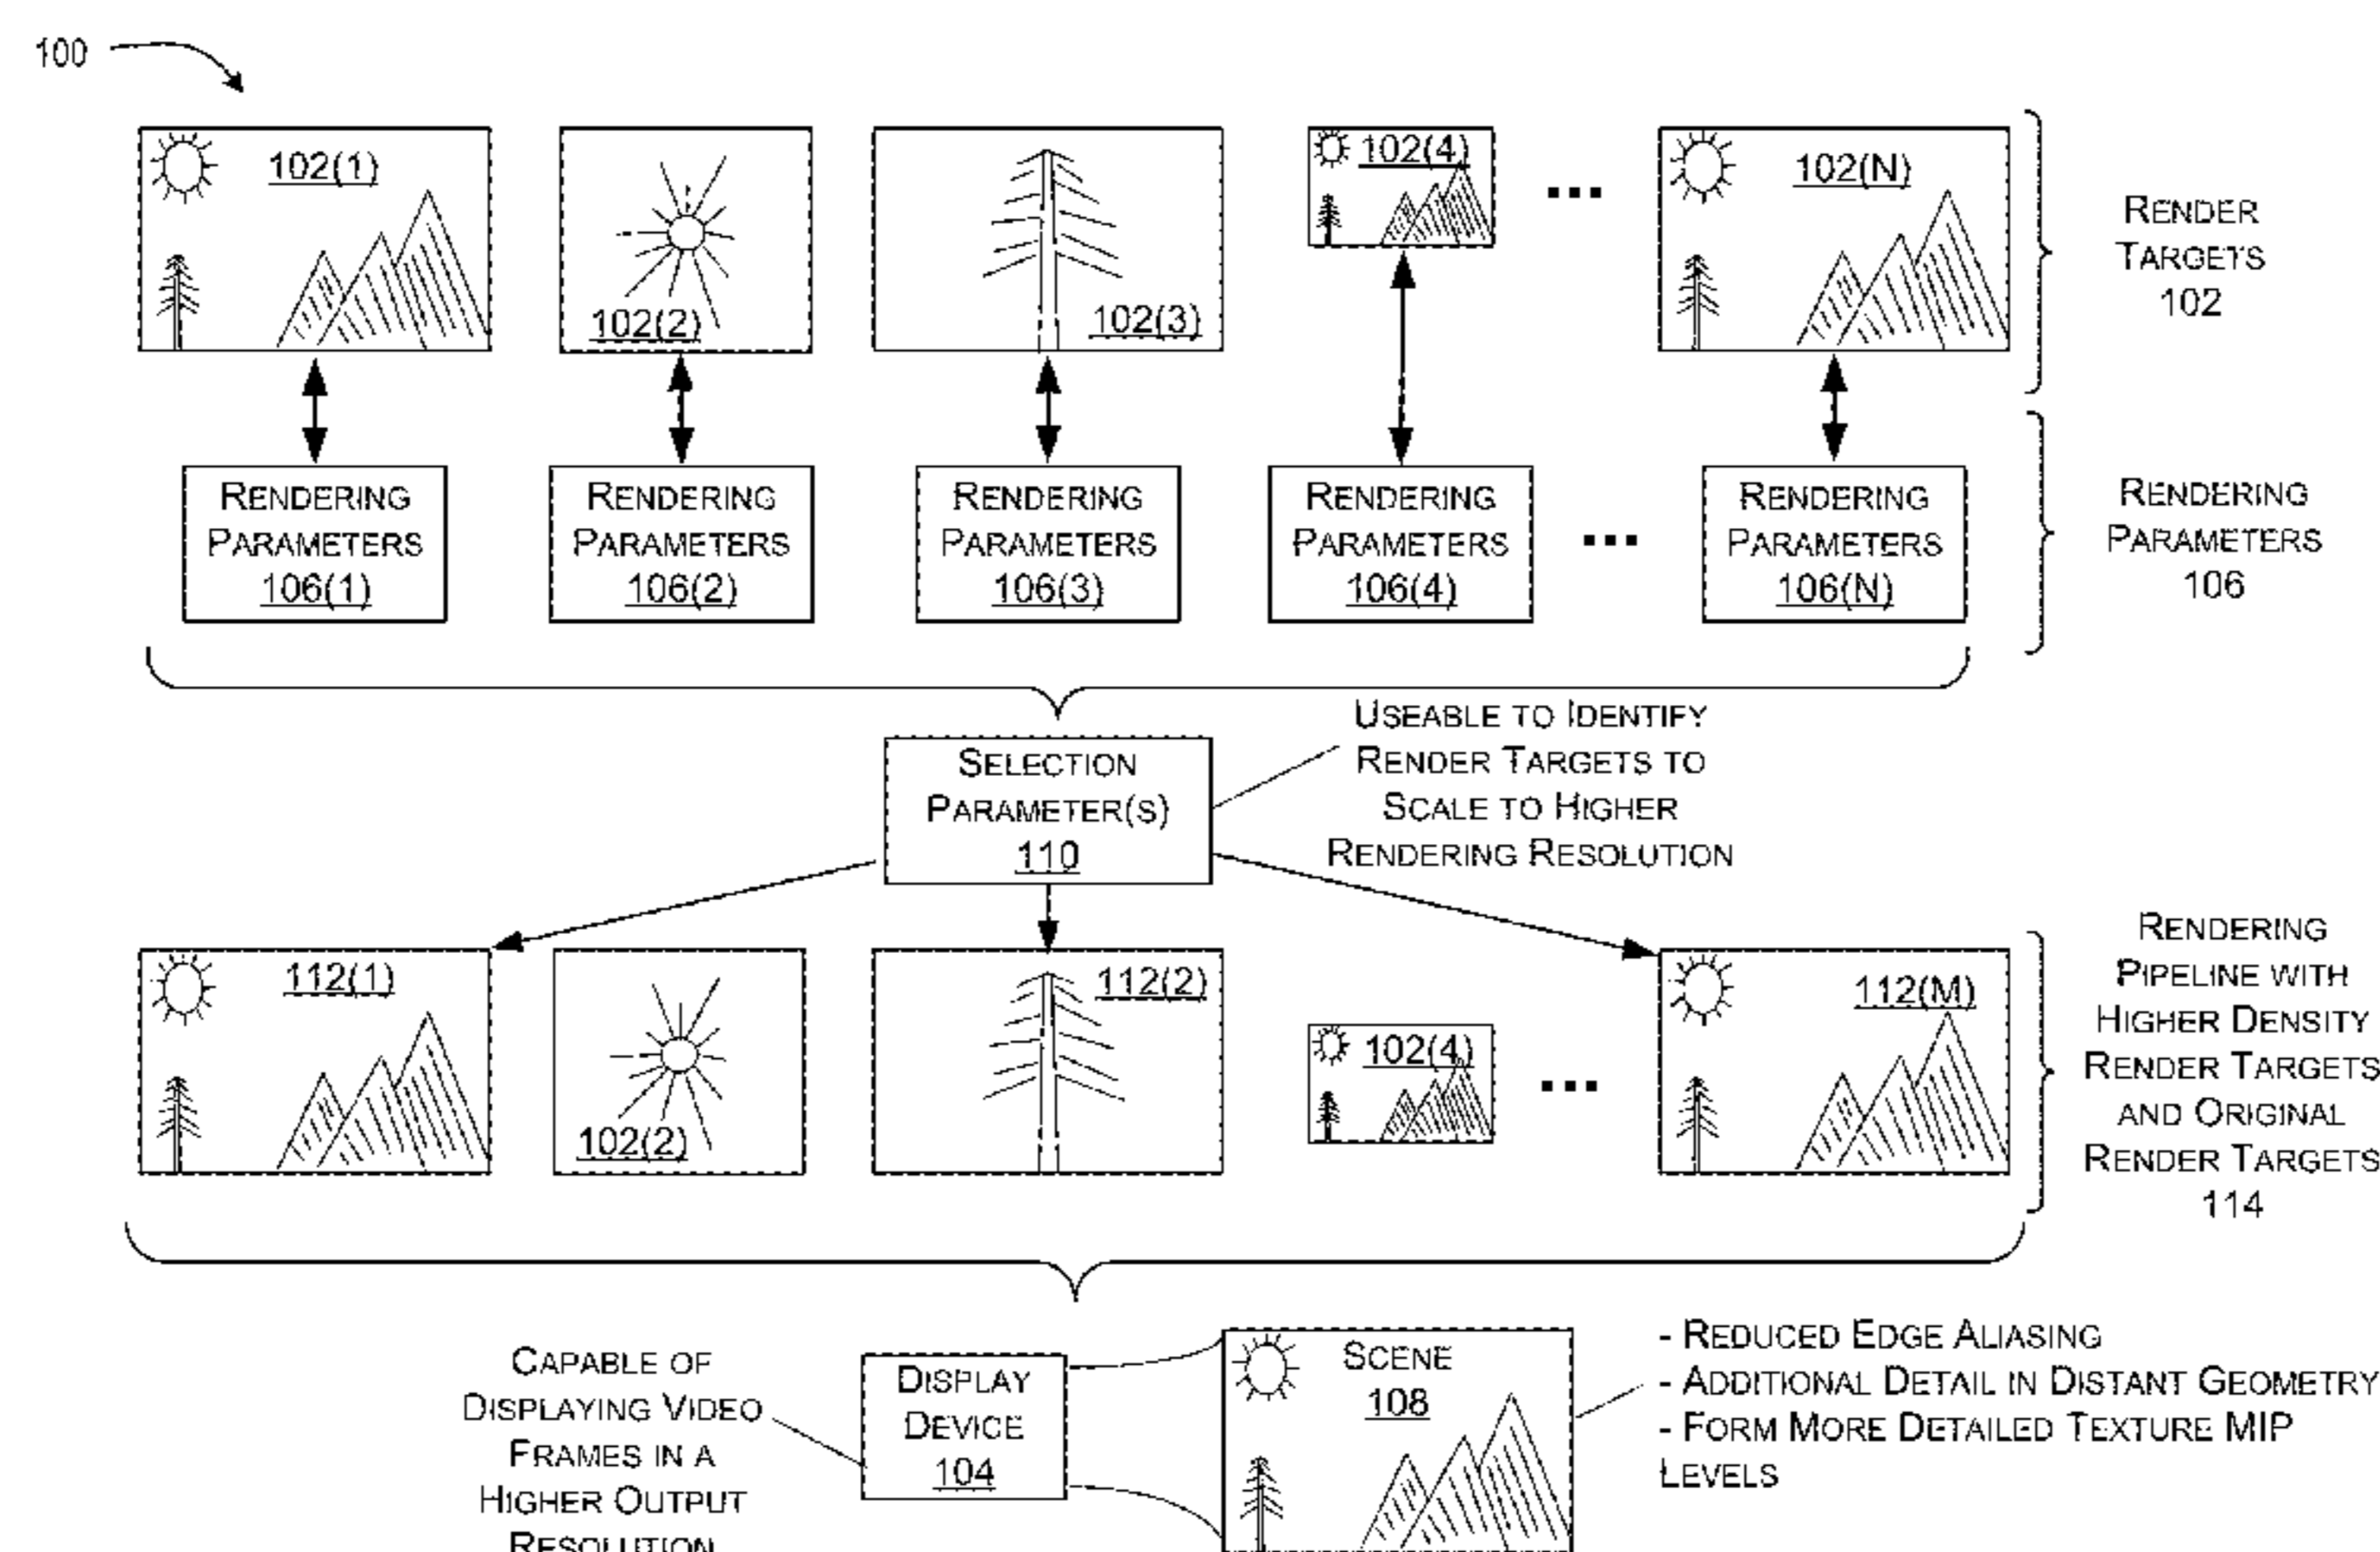 100
102(1)
102(2)
102(3)
102(4)
...
102(N)
RENDER
TARGETS
102
RENDERING
PARAMETERS
106(1)
RENDERING
PARAMETERS
106(2)
RENDERING
PARAMETERS
106(3)
RENDERING
PARAMETERS
106(4)
...
RENDERING
PARAMETERS
106(N)
RENDERING
PARAMETERS
106
SELECTION
PARAMETER(S)
110
USEABLE TO IDENTIFY
RENDER TARGETS TO
SCALE TO HIGHER
RENDERING RESOLUTION
112(1)
102(2)
112(2)
102(4)
...
112(M)
RENDERING
PIPELINE WITH
HIGHER DENSITY
RENDER TARGETS
AND ORIGINAL
RENDER TARGETS
114
CAPABLE OF
DISPLAYING VIDEO
FRAMES IN A
HIGHER OUTPUT
RESOLUTION
DISPLAY
DEVICE
104
SCENE
108
- REDUCED EDGE ALIASING
- ADDITIONAL DETAIL IN DISTANT GEOMETRY
- FORM MORE DETAILED TEXTURE MIP
LEVELS